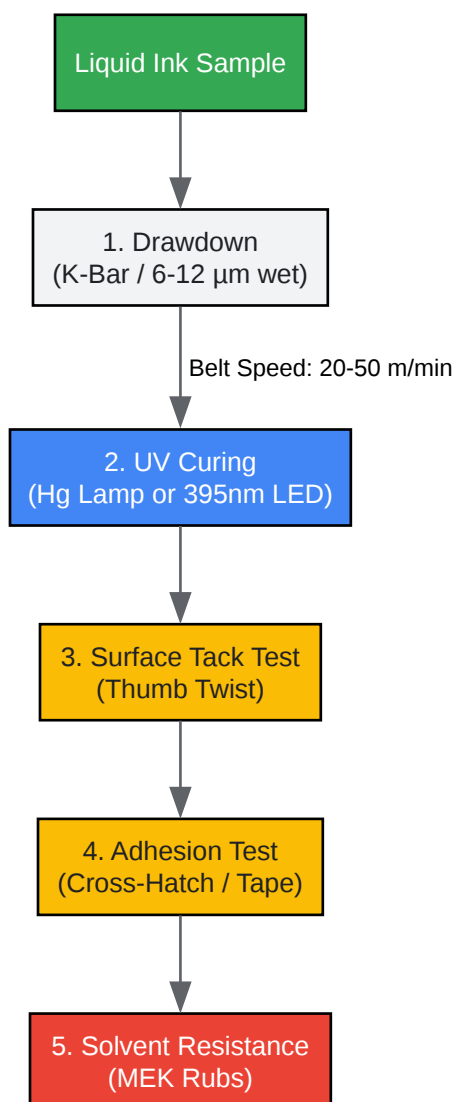 Liquid Ink Sample
1. Drawdown
(K-Bar / 6-12 µm wet)
Belt Speed: 20-50 m/min
2. UV Curing
(Hg Lamp or 395nm LED)
3. Surface Tack Test
(Thumb Twist)
4. Adhesion Test
(Cross-Hatch / Tape)
5. Solvent Resistance
(MEK Rubs)